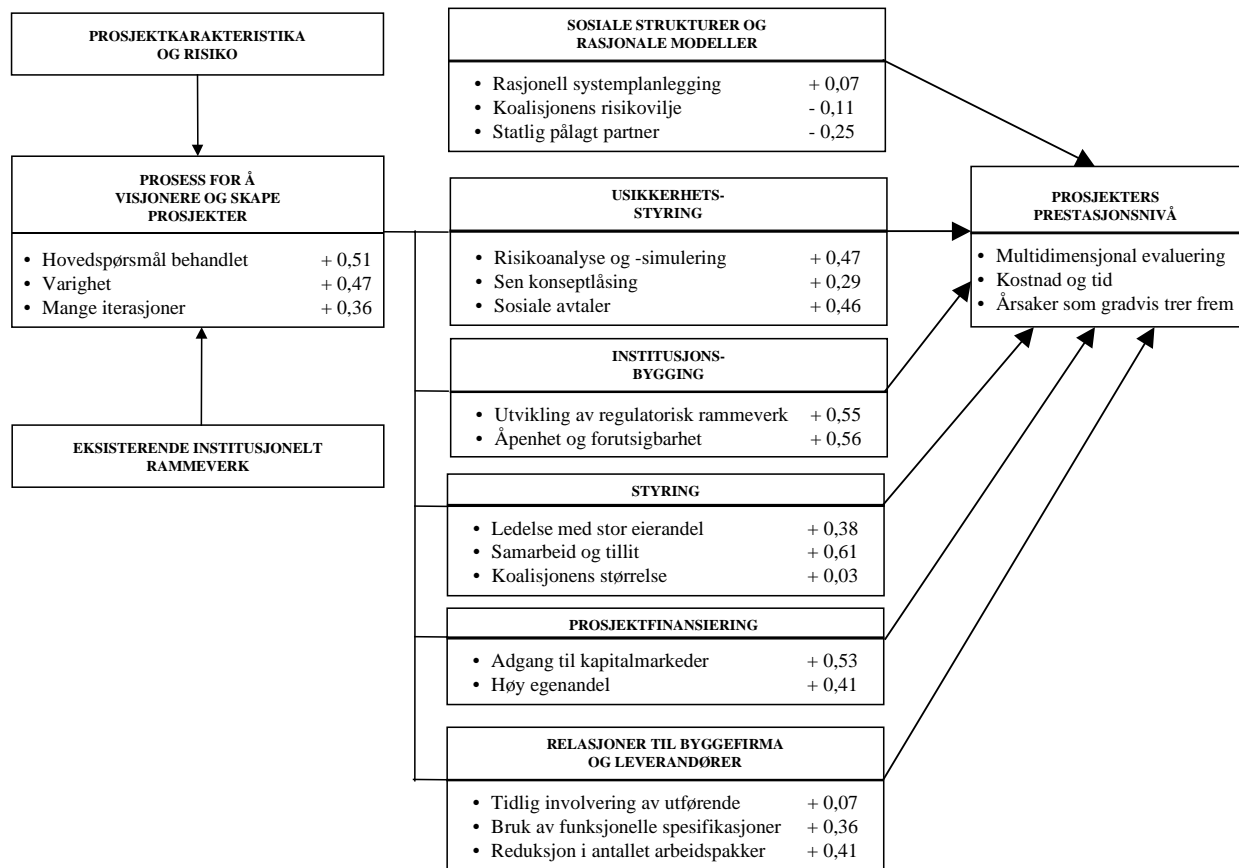 PROSJEKTKARAKTERISTIKA
OG RISIKO
PROSESS FOR Å
VISJONERE OG SKAPE
PROSJEKTER
• Hovedspørsmål behandlet + 0,51
• Varighet + 0,47
• Mange iterasjoner + 0,36
EKSISTERENDE INSTITUSJONELT
RAMMEVERK
SOSIALE STRUKTURER OG
RASJONALE MODELLER
• Rasjonell systemplanlegging + 0,07
• Koalisjonens risikovilje - 0,11
• Statlig pålagt partner - 0,25
USIKKERHETS-
STYRING
• Risikoanalyse og -simulering + 0,47
• Sen konseptlåsing + 0,29
• Sosiale avtaler + 0,46
INSTITUSJONS-
BYGGING
• Utvikling av regulatorisk rammeverk + 0,55
• Åpenhet og forutsigbarhet + 0,56
STYRING
• Ledelse med stor eierandel + 0,38
• Samarbeid og tillit + 0,61
• Koalisjonens størrelse + 0,03
PROSJEKTFINANSIERING
• Adgang til kapitalmarkeder + 0,53
• Høy egenandel + 0,41
RELASJONER TIL BYGGEFIRMA
OG LEVERANDØRER
• Tidlig involvering av utførende + 0,07
• Bruk av funksjonelle spesifikasjoner + 0,36
• Reduksjon i antallet arbeidspakker + 0,41
PROSJEKTERS
PRESTASJONSNIVÅ
• Multidimensjonal evaluering
• Kostnad og tid
• Årsaker som gradvis trer frem